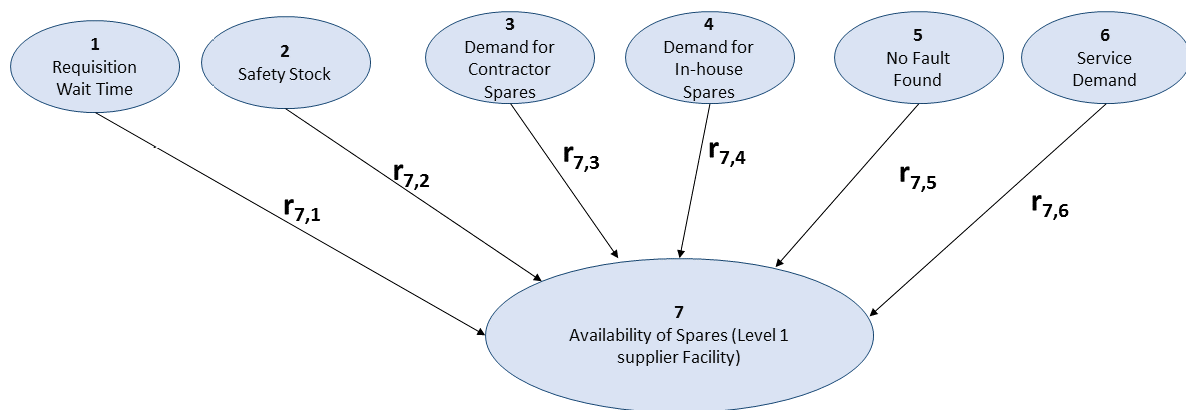 1
Requisition
Wait Time
2
Safety Stock
3
Demand for
Contractor
Spares
4
Demand for
In-house
Spares
5
No Fault
Found
6
Service
Demand
r7,1
r7,2
r7,3
r7,4
r7,5
r7,6
7
Availability of Spares (Level 1
supplier Facility)